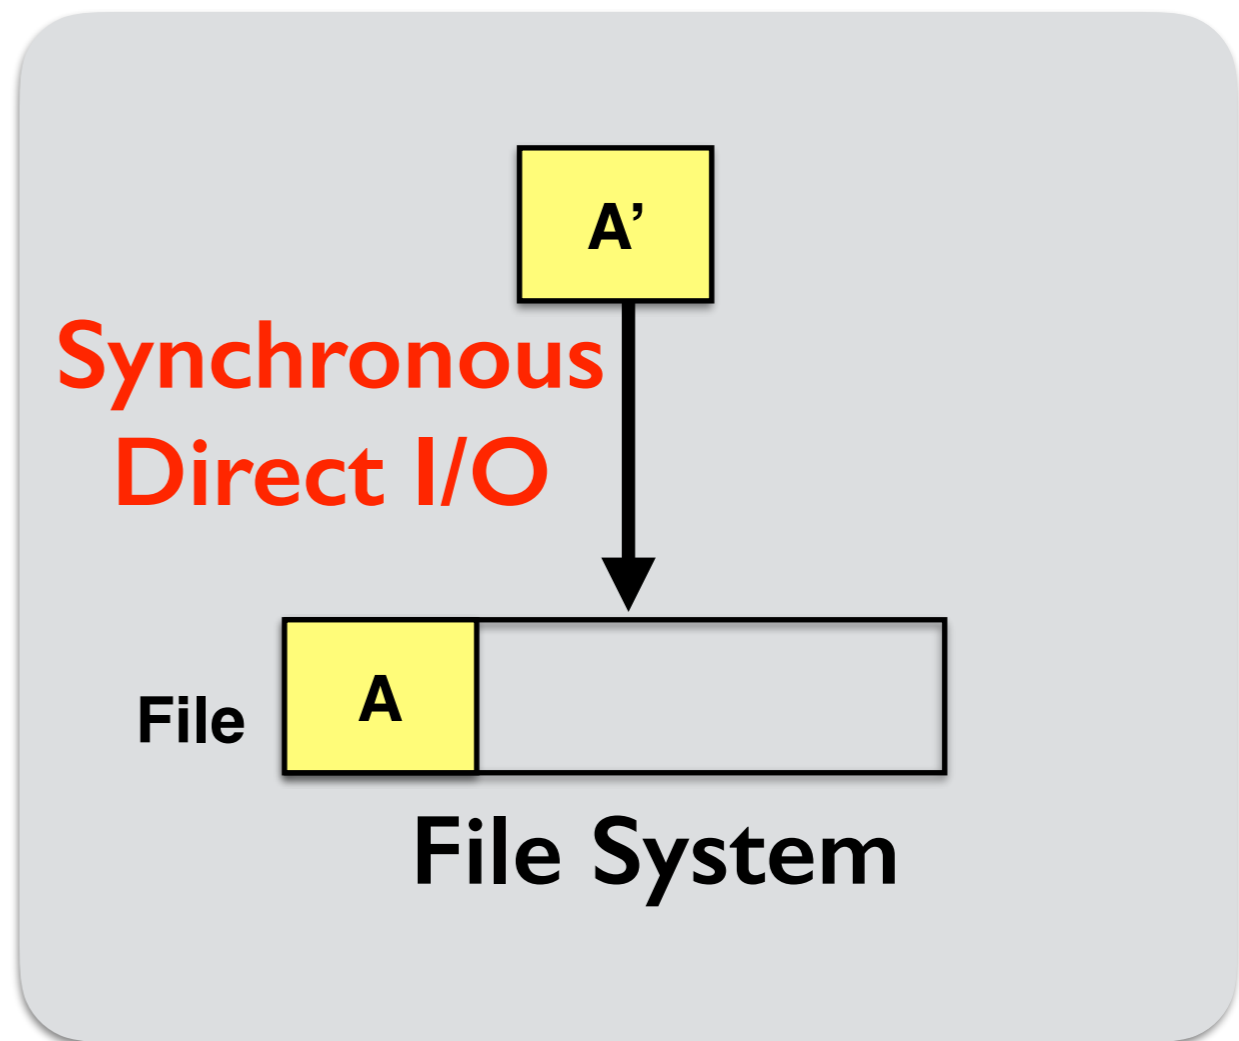 A’
Synchronous
Direct I/O
A
File
File System